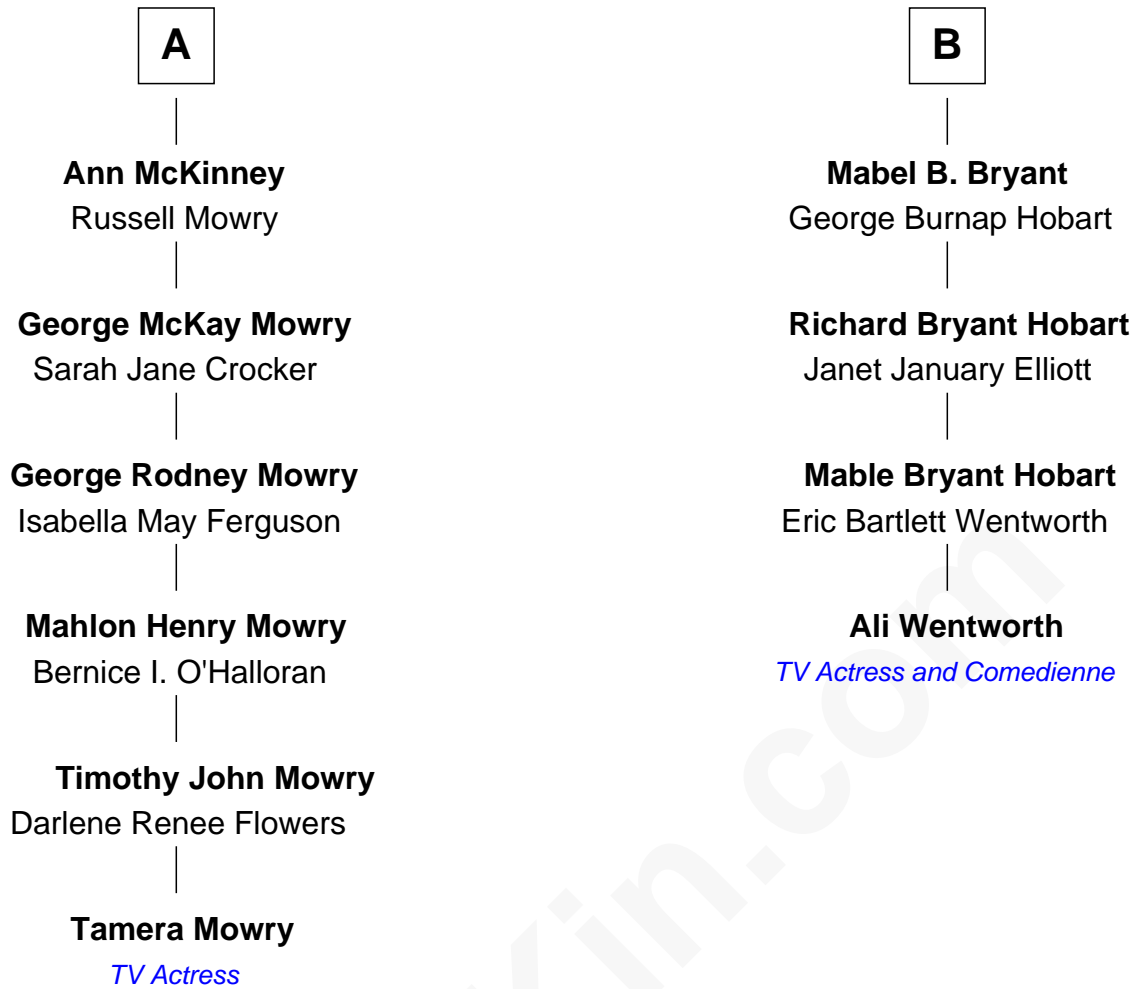 A
Ann McKinney
Russell Mowry
George McKay Mowry
Sarah Jane Crocker
George Rodney Mowry
Isabella May Ferguson
Mahlon Henry Mowry
Bernice I. O'Halloran
Timothy John Mowry
Darlene Renee Flowers
Tamera Mowry
TV Actress
B
Mabel B. Bryant
George Burnap Hobart
Richard Bryant Hobart
Janet January Elliott
Mable Bryant Hobart
Eric Bartlett Wentworth
Ali Wentworth
TV Actress and Comedienne
Kin.com